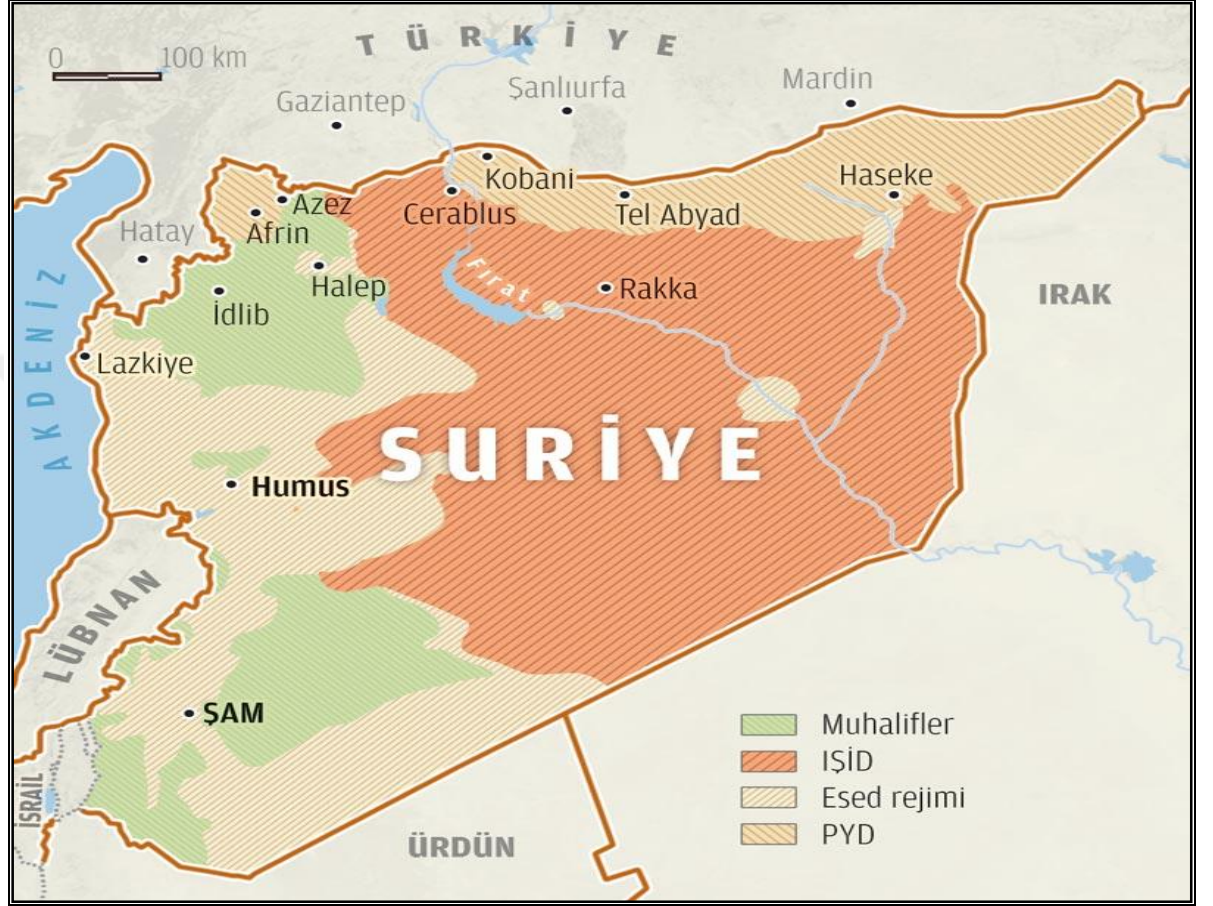 TÜRKİYE
0 100 km
Gaziantep
Şanlıurfa
Mardin
Kobani
Haseke
Azez
Cerablus
Tel Abyad
Afrin
Hatay
Halep
Fırat
Rakka
IRAK
İdlib
AKDENİZ
Lazkiye
SURİYE
Humus
LÜBNAN
ŞAM
Muhalifler
IŞİD
Esed rejimi
PYD
İSRAİL
ÜRDÜN